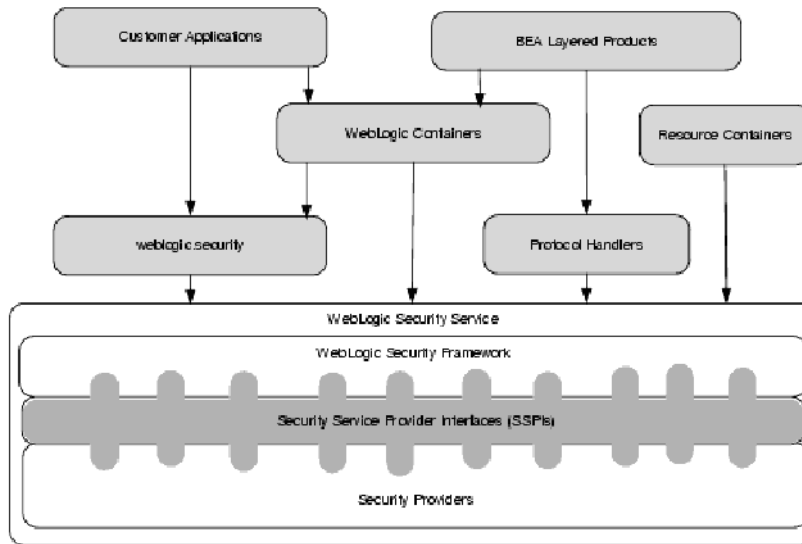 Customer Applications
BEA Layered Products
WebLogic Containers
Resource Containers
weblogic.security
Protocol Handlers
WebLogic Security Service
WebLogic Security Framework
Security Service Provider Interfaces (SSPIs)
Security Providers